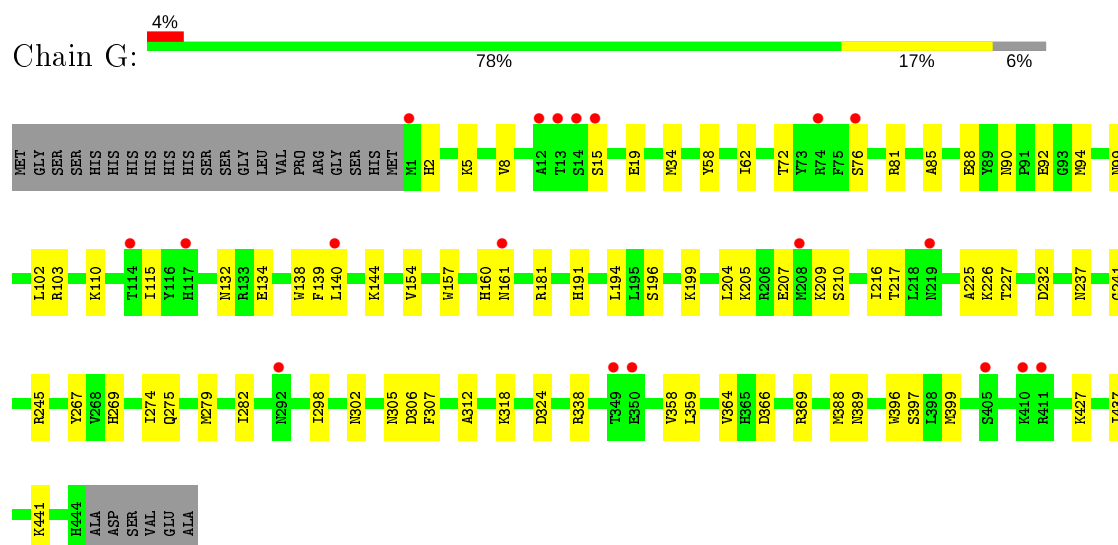 4%
Chain G:
78% 17% 6%
MET GLY SER SER HIS HIS HIS HIS HIS HIS SER SER GLY LEU VAL PRO ARG GLY SER HIS MET M1 H2 K5 V8 A12 T13 S14 S15 E19 M34 Y58 I62 T72 Y73 R74 F75 S76 R81 A85 E88 Y89 N90 P91 E92 G93 M94
L102 R103 K110 T114 I115 Y116 H117 N132 R133 E134 W138 F139 L140 K144 V154 W157 H160 N161 R181 H191 L194 L195 S196 K199 L204 K205 R206 E207 M208 K209 S210 I216 T217 L218 N219 A225 K226 T227 D232 N237
R245 Y267 V268 H269 I274 Q275 M279 I282 N292 I298 N302 N305 D306 F307 A312 K318 D324 R338 T349 E350 V358 L359 V364 H365 D366 R369 M388 N389 W396 S397 L398 M399 S405 K410 R411 K427
K441 H444 ALA ASP SER VAL GLU ALA